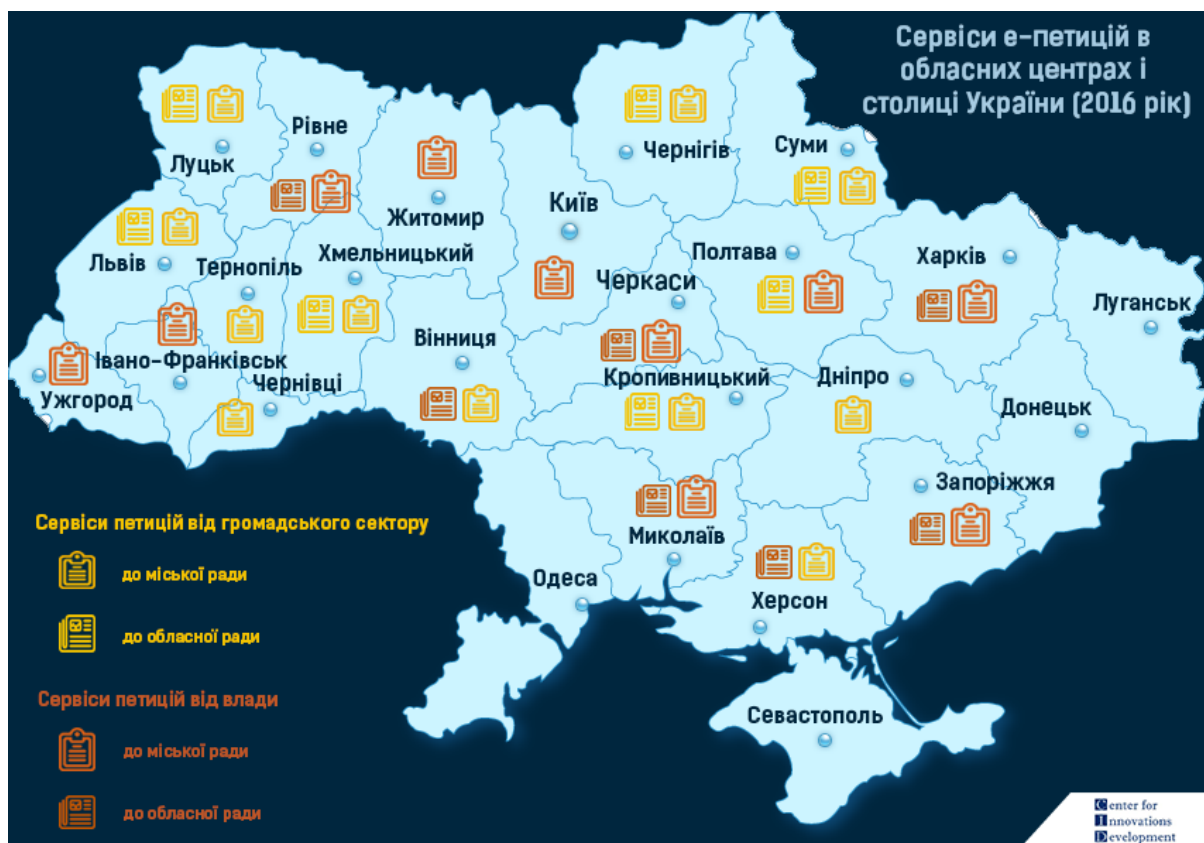 Сервіси е-петицій в
обласних центрах і
столиці України (2016 рік)
Луцьк
Рівне
Житомир
Київ
Чернігів
Суми
Львів
Тернопіль
Хмельницький
Черкаси
Полтава
Харків
Луганськ
Ужгород
Івано-Франківськ
Чернівці
Вінниця
Кропивницький
Дніпро
Донецьк
Запоріжжя
Миколаїв
Одеса
Херсон
Севастополь
Сервіси петицій від громадського сектору
до міської ради
до обласної ради
Сервіси петицій від влади
до міської ради
до обласної ради
Center for
Innovations
Development